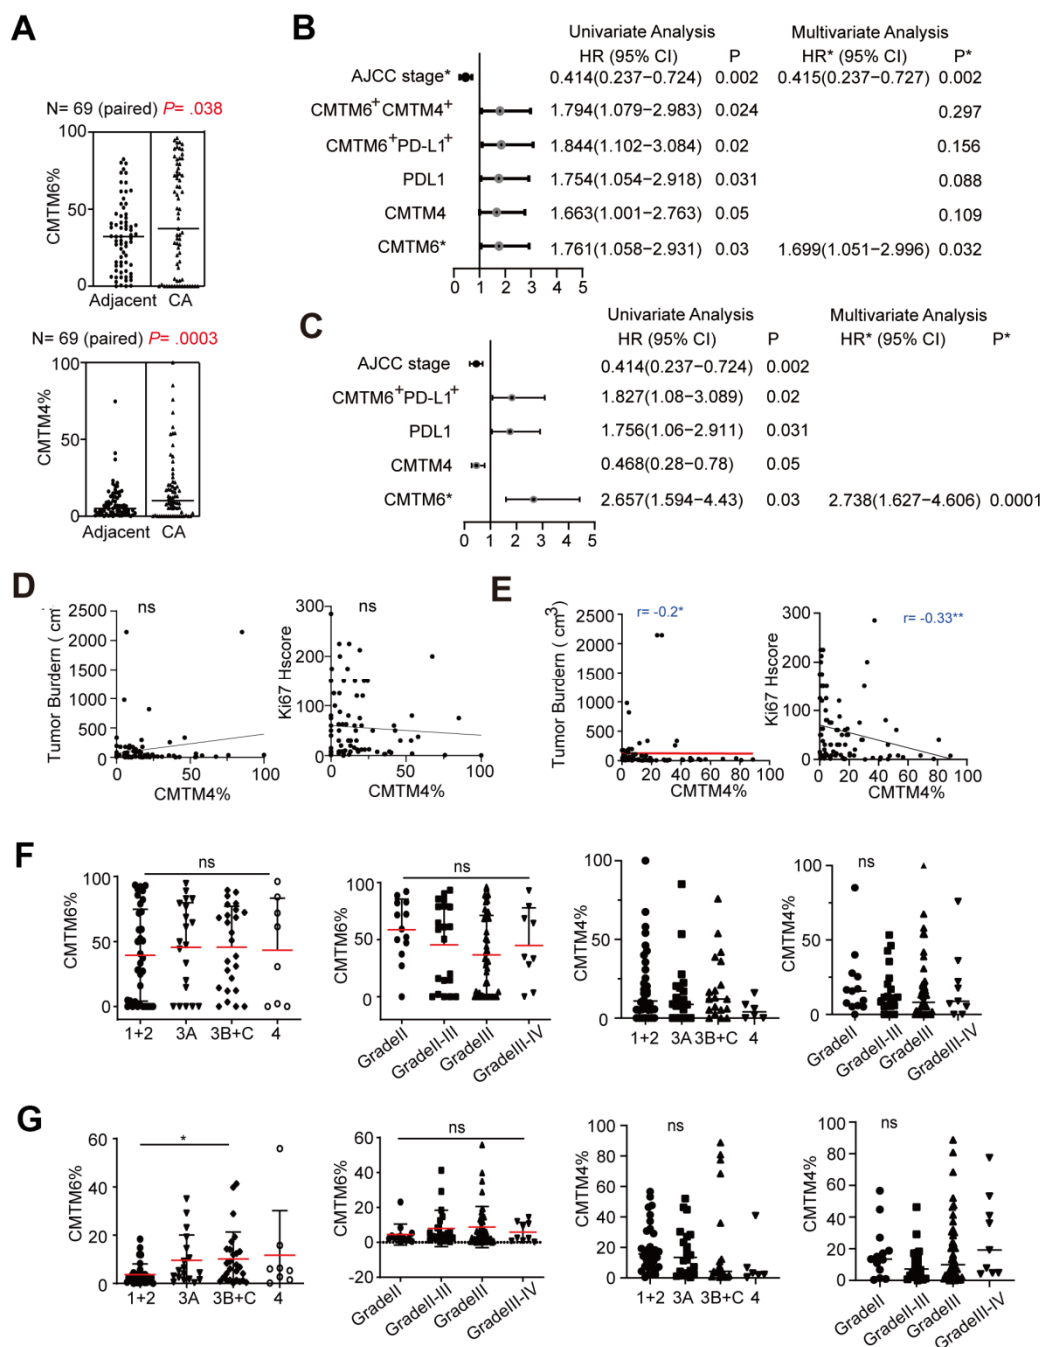 A
N= 69 (paired) P= .038
CMTM6%
100
50
0
Adjacent CA
N= 69 (paired) P= .0003
CMTM4%
100
50
0
Adjacent CA
B
Univariate Analysis Multivariate Analysis
HR (95% CI) P HR* (95% CI) P*
AJCC stage* 0.414(0.237−0.724) 0.002 0.415(0.237−0.727) 0.002
CMTM6+CMTM4+ 1.794(1.079−2.983) 0.024 0.297
CMTM6+PD-L1+ 1.844(1.102−3.084) 0.02 0.156
PDL1 1.754(1.054−2.918) 0.031 0.088
CMTM4 1.663(1.001−2.763) 0.05 0.109
CMTM6* 1.761(1.058−2.931) 0.03 1.699(1.051−2.996) 0.032
0 1 2 3 4 5
C
Univariate Analysis Multivariate Analysis
HR (95% CI) P HR* (95% CI) P*
AJCC stage 0.414(0.237−0.724) 0.002
CMTM6+PD-L1+ 1.827(1.08−3.089) 0.02
PDL1 1.756(1.06−2.911) 0.031
CMTM4 0.468(0.28−0.78) 0.05
CMTM6* 2.657(1.594−4.43) 0.03 2.738(1.627−4.606) 0.0001
0 1 2 3 4 5
D
ns
Tumor Burdern ( cm
2500
2000
1500
1000
500
0
0 50 100
CMTM4%
ns
Ki67 Hscore
300
200
100
0
0 50 100
CMTM4%
E
r= -0.2*
Tumor Burdern ( cm3)
2500
2000
1500
1000
500
0
0 20 40 60 80 100
CMTM4%
r= -0.33**
Ki67 Hscore
300
200
100
0
0 20 40 60 80 100
CMTM4%
F
ns
CMTM6%
100
50
0
1+2 3A 3B+C 4
ns
CMTM6%
100
50
0
GradeII GradeII-III GradeIII GradeIII-IV
CMTM4%
100
50
0
1+2 3A 3B+C 4
ns
CMTM4%
100
50
0
GradeII GradeII-III GradeIII GradeIII-IV
G
*
CMTM6%
60
40
20
0
1+2 3A 3B+C 4
ns
CMTM6%
60
40
20
0
-20
GradeII GradeII-III GradeIII GradeIII-IV
ns
CMTM4%
100
80
60
40
20
0
1+2 3A 3B+C 4
ns
CMTM4%
100
80
60
40
20
0
GradeII GradeII-III GradeIII GradeIII-IV